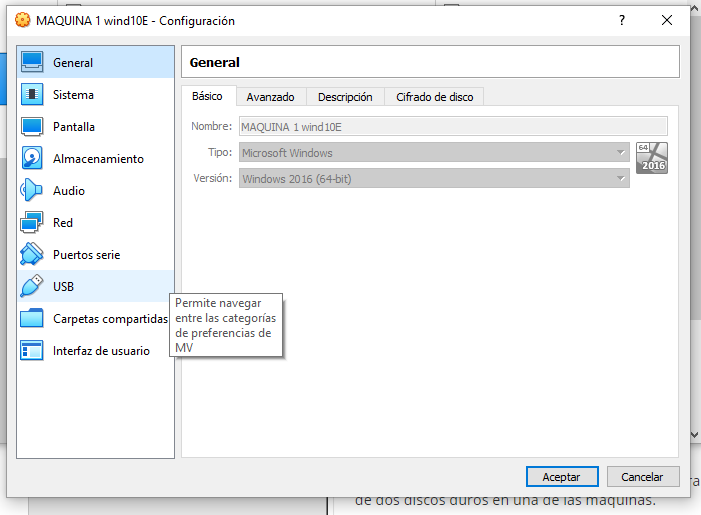 MAQUINA 1 wind10E - Configuración
?
General
Sistema
Pantalla
Almacenamiento
Audio
Red
Puertos serie
USB
Carpetas compartidas
Interfaz de usuario
Permite navegar
entre las categorías
de preferencias de
MV
General
Básico
Avanzado
Descripción
Cifrado de disco
Nombre: MAQUINA 1 wind10E
Tipo: Microsoft Windows
64
2016
Versión: Windows 2016 (64-bit)
Aceptar
Cancelar
ra
de dos discos duros en una de las maquinas.